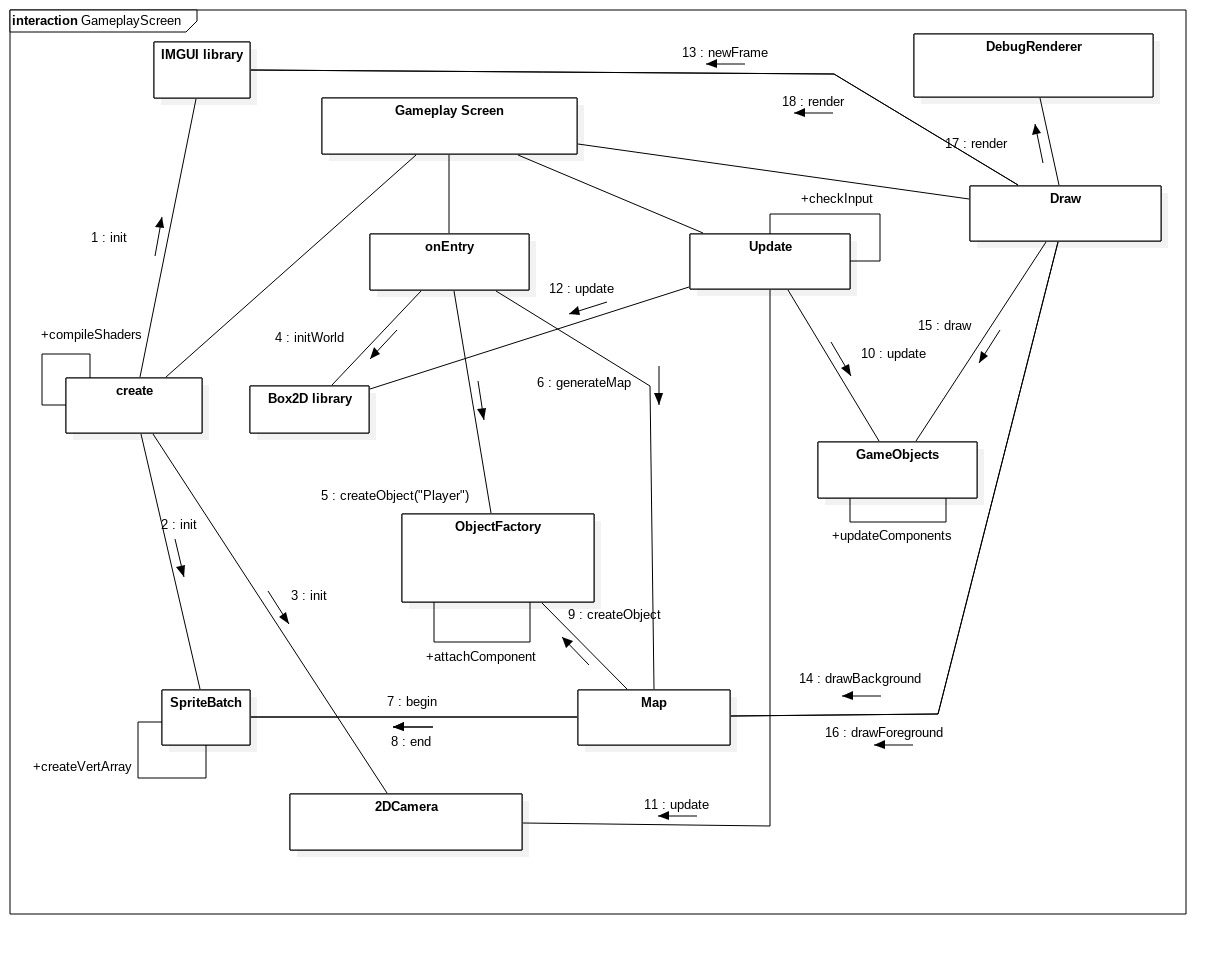 interaction GameplayScreen
IMGUI library
13 : newFrame
DebugRenderer
Gameplay Screen
18 : render
17 : render
Draw
+checkInput
1 : init
onEntry
Update
12 : update
+compileShaders
4 : initWorld
15 : draw
10 : update
create
Box2D library
6 : generateMap
GameObjects
5 : createObject("Player")
ObjectFactory
2 : init
+updateComponents
3 : init
9 : createObject
+attachComponent
14 : drawBackground
SpriteBatch
7 : begin
Map
8 : end
16 : drawForeground
+createVertArray
2DCamera
11 : update